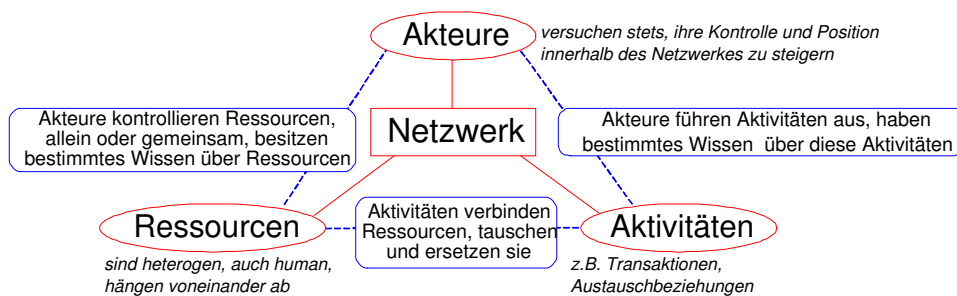 Akteure
versuchen stets, ihre Kontrolle und Position
innerhalb des Netzwerkes zu steigern
Akteure kontrollieren Ressourcen,
allein oder gemeinsam, besitzen
bestimmtes Wissen über Ressourcen
Netzwerk
Akteure führen Aktivitäten aus, haben
bestimmtes Wissen über diese Aktivitäten
Ressourcen
Aktivitäten verbinden
Ressourcen, tauschen
und ersetzen sie
Aktivitäten
sind heterogen, auch human,
hängen voneinander ab
z.B. Transaktionen,
Austauschbeziehungen